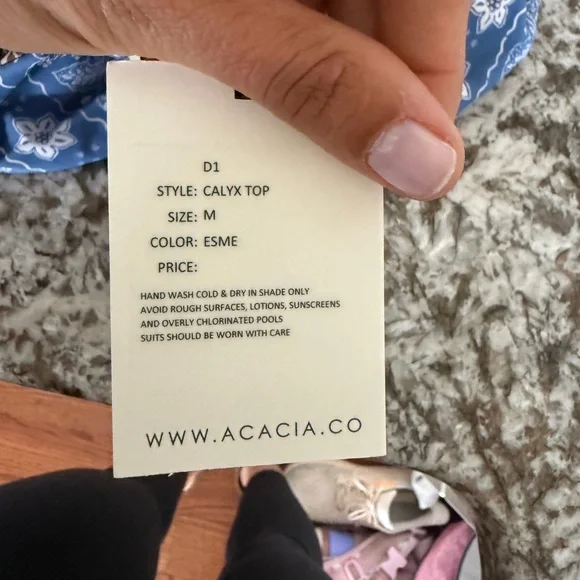 D1
STYLE: CALYX TOP
SIZE: M
COLOR: ESME
PRICE:
HAND WASH COLD & DRY IN SHADE ONLY
AVOID ROUGH SURFACES, LOTIONS, SUNSCREENS
AND OVERLY CHLORINATED POOLS
SUITS SHOULD BE WORN WITH CARE
WWW.ACACIA.CO